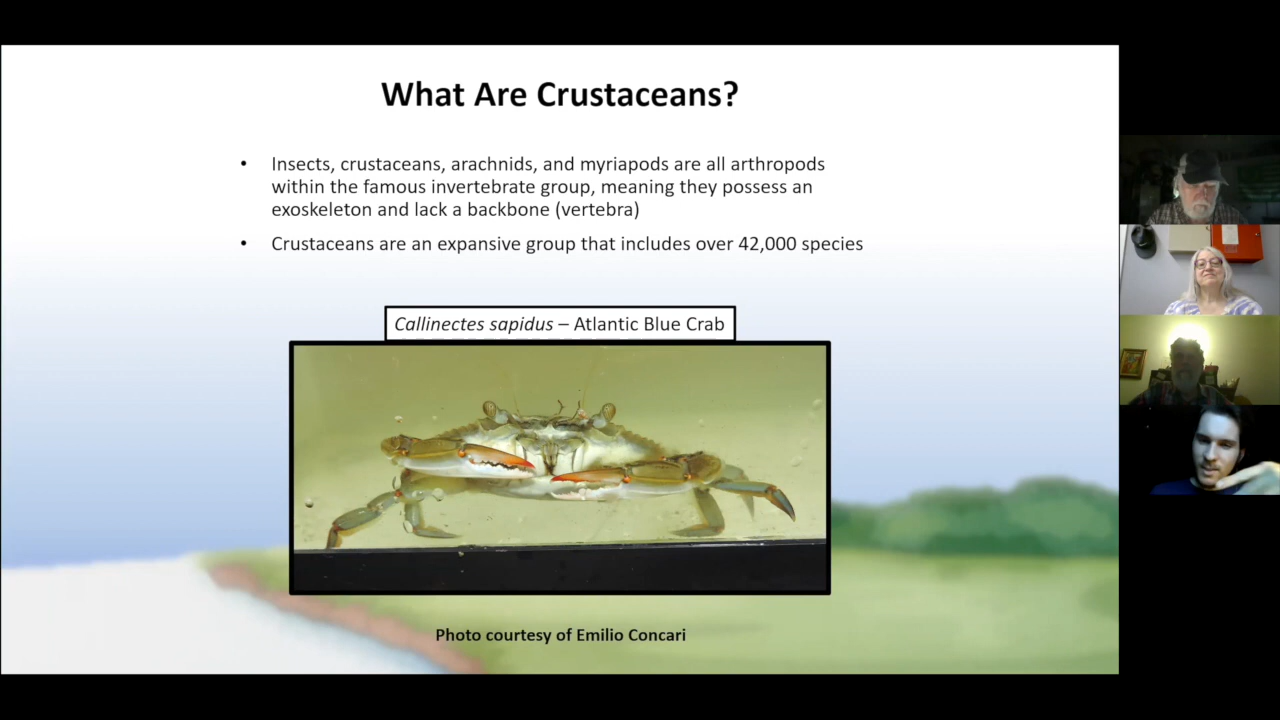 What Are Crustaceans?
• Insects, crustaceans, arachnids, and myriapods are all arthropods
within the famous invertebrate group, meaning they possess an
exoskeleton and lack a backbone (vertebra)
• Crustaceans are an expansive group that includes over 42,000 species
Callinectes sapidus – Atlantic Blue Crab
Photo courtesy of Emilio Concari